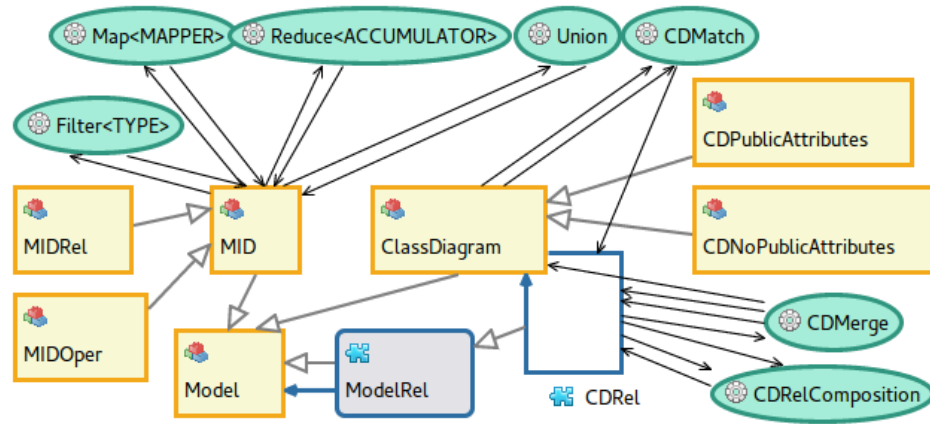 Map<MAPPER>
Reduce<ACCUMULATOR>
Union
CDMatch
Filter<TYPE>
CDPublicAttributes
MIDRel
MID
ClassDiagram
CDNoPublicAttributes
MIDOper
CDMerge
Model
ModelRel
CDRel
CDRelComposition